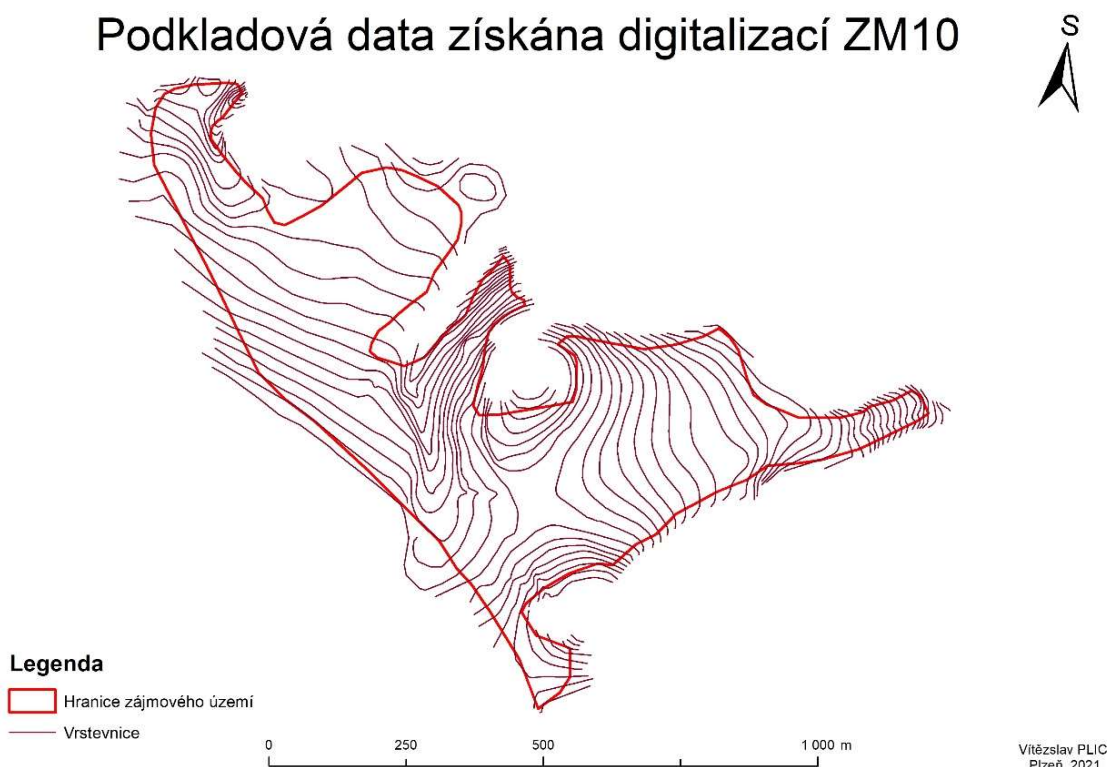 Podkladová data získána digitalizací ZM10
S
Legenda
Hranice zájmového území
Vrstevnice
0 250 500 1 000 m
Vítězslav PLIC
Plzeň, 2021